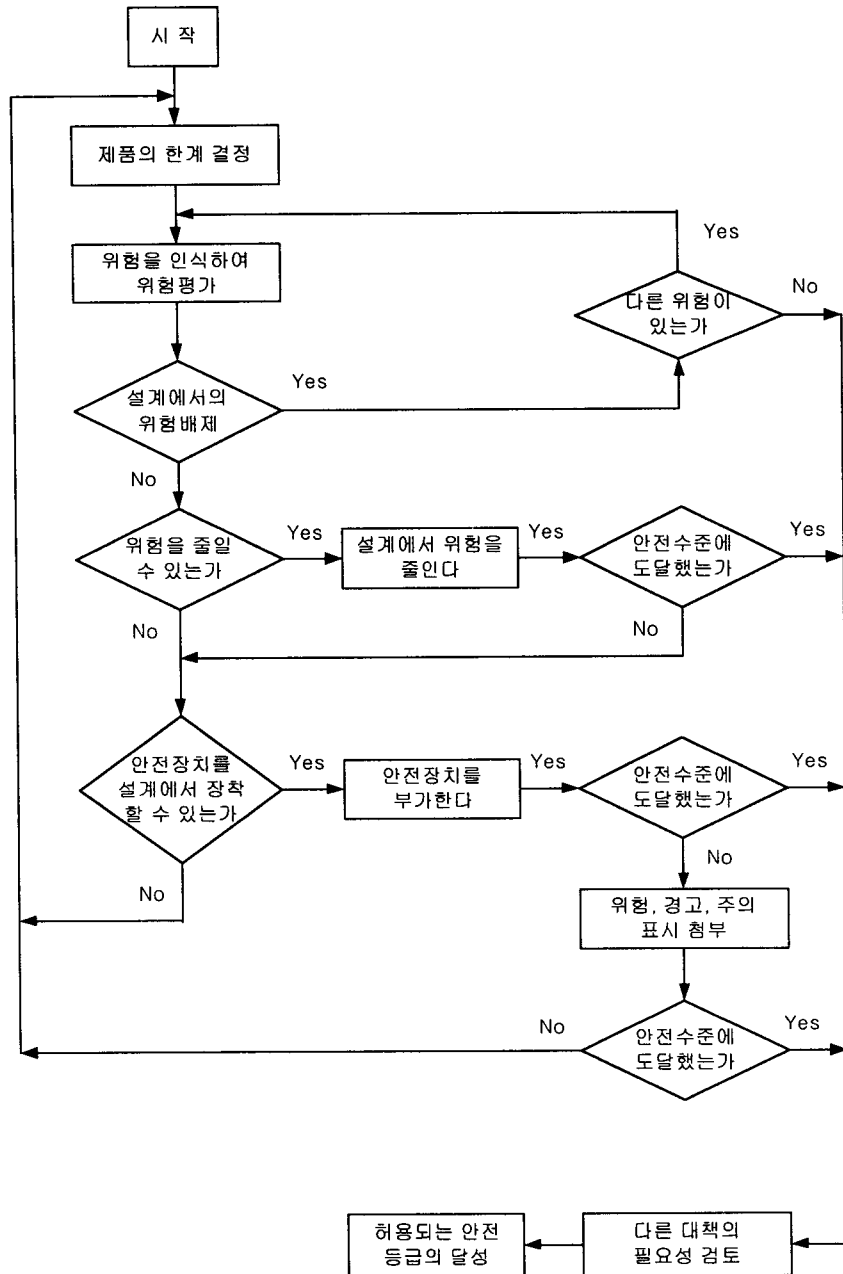 시 작
제품의 한계 결정
위험을 인식하여
위험평가
Yes
다른 위험이
있는가
No
설계에서의
위험배제
Yes
No
위험을 줄일
수 있는가
Yes
설계에서 위험을
줄인다
Yes
안전수준에
도달했는가
Yes
No
No
안전장치를
설계에서 장착
할 수 있는가
Yes
안전장치를
부가한다
Yes
안전수준에
도달했는가
Yes
No
No
위험, 경고, 주의
표시 첨부
No
안전수준에
도달했는가
Yes
허용되는 안전
등급의 달성
다른 대책의
필요성 검토